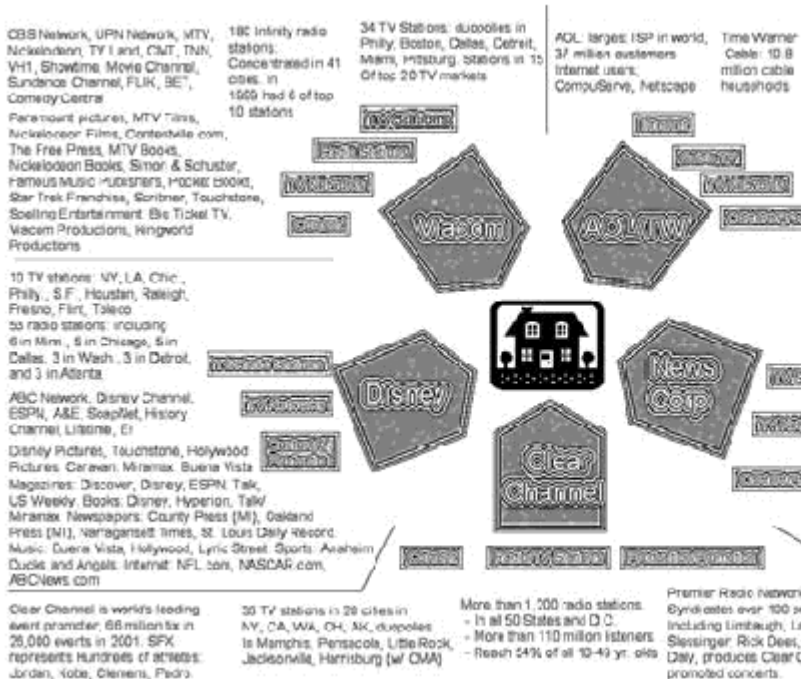 CBS Network, UPN Network, MTV,
Nickelodeon, TV Land, CMT, TNN,
VH1, Showtime, Movie Channel,
Sundance Channel, FLIX, BET,
Comedy Central
Paramount pictures, MTV Films,
Nickelodeon Films, Contentville.com,
The Free Press, MTV Books,
Nickelodeon Books, Simon & Schuster,
Famous Music Publishers, Pocket Books,
Star Trek Franchise, Scribner, Touchstone,
Spelling Entertainment, Big Ticket TV,
Viacom Productions, Kingworld
Productions
180 Infinity radio
stations:
Concentrated in 41
cities. In
1999 had 6 of top
10 stations
34 TV Stations: duopolies in
Philly, Boston, Dallas, Detroit,
Miami, Pittsburg. Stations in 15
Of top 20 TV markets
AOL: largest ISP in world,
37 million customers
Internet users;
CompuServe, Netscape
Time Warner
Cable: 10.8
million cable
households
Viacom
AOL/TW
10 TV stations: NY, LA, Chic.,
Philly., S.F., Houston, Raleigh,
Fresno, Flint, Toledo
55 radio stations: including
6 in Minn., 5 in Chicago, 5 in
Dallas, 3 in Wash., 3 in Detroit,
and 3 in Atlanta
ABC Network, Disney Channel,
ESPN, A&E, SoapNet, History
Channel, Lifetime, E!
Disney Pictures, Touchstone, Hollywood
Pictures, Caravan, Miramax, Buena Vista
Magazines: Discover, Disney, ESPN, Talk,
US Weekly. Books: Disney, Hyperion, Talk/
Miramax. Newspapers: County Press (MI), Oakland
Press (MI), Narragansett Times, St. Louis Daily Record.
Music: Buena Vista, Hollywood, Lyric Street. Sports: Anaheim
Ducks and Angels. Internet: NFL.com, NASCAR.com,
ABCNews.com
Disney
News
Corp
Clear
Channel
Clear Channel is world's leading
event promoter, 66 million tix in
26,000 events in 2001. SFX
represents hundreds of athletes:
Jordan, Kobe, Clemens, Pedro
36 TV stations in 28 cities in
NY, CA, WA, OH, AK, duopolies
in Memphis, Pensacola, Little Rock,
Jacksonville, Harrisburg (w/ CMA)
More than 1,200 radio stations.
- In all 50 States and D.C.
- More than 110 million listeners
- Reach 54% of all 18-49 yr. olds
Premier Radio Network
Syndicates over 100
Including Limbaugh,
Slessinger, Rick Dees,
Day, produces Clear
promoted concerts.